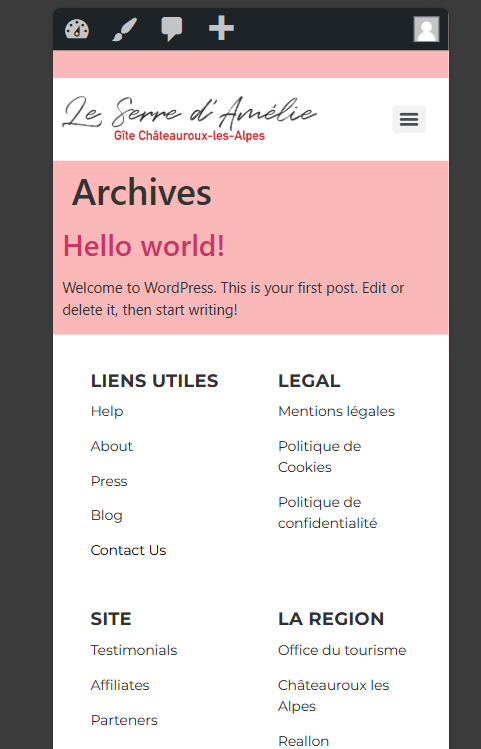 Le Serre d'Amélie
Gîte Châteauroux-les-Alpes
Archives
Hello world!
Welcome to WordPress. This is your first post. Edit or
delete it, then start writing!
LIENS UTILES
Help
About
Press
Blog
Contact Us
LEGAL
Mentions légales
Politique de
Cookies
Politique de
confidentialité
SITE
Testimonials
Affiliates
Parteners
LA REGION
Office du tourisme
Châteauroux les
Alpes
Reallon